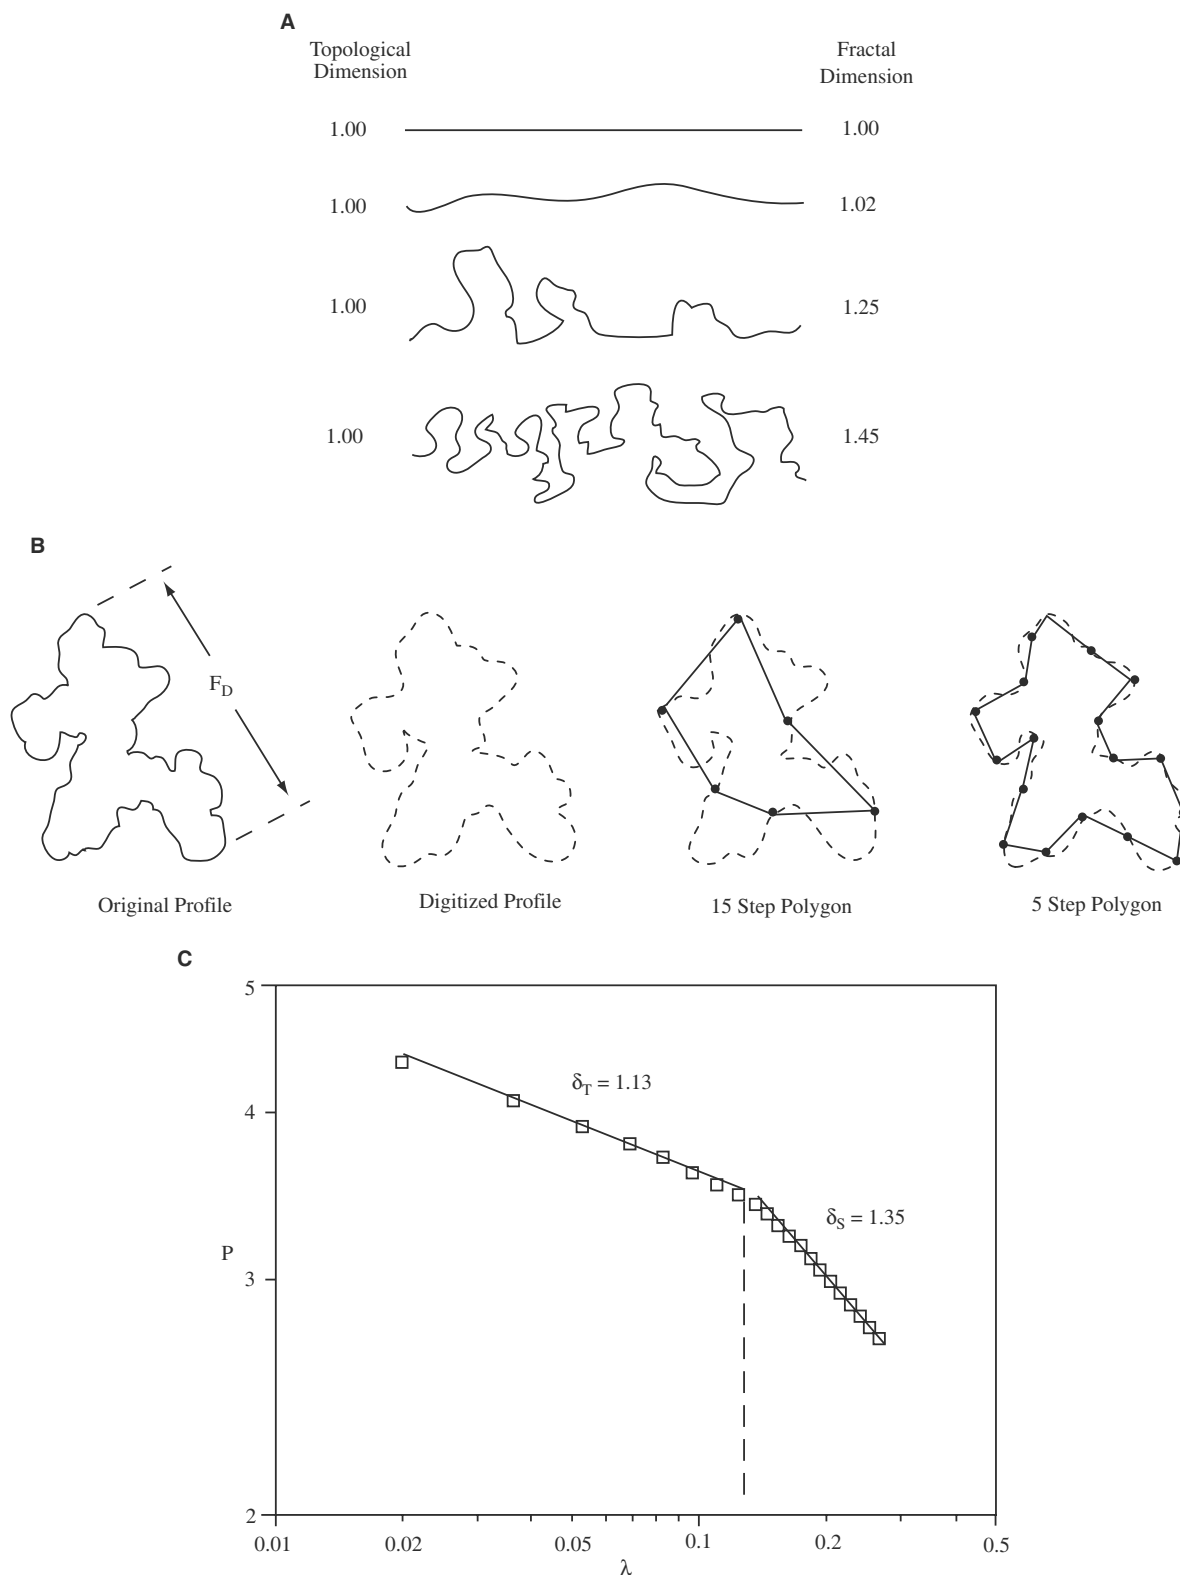 A
Topological
Dimension
Fractal
Dimension
1.00
1.00
1.00
1.02
1.00
1.25
1.00
1.45
B
F_D
Original Profile
Digitized Profile
15 Step Polygon
5 Step Polygon
C
5
δ_T = 1.13
4
δ_S = 1.35
P
3
2
0.01
0.02
0.05
0.1
0.2
0.5
λ